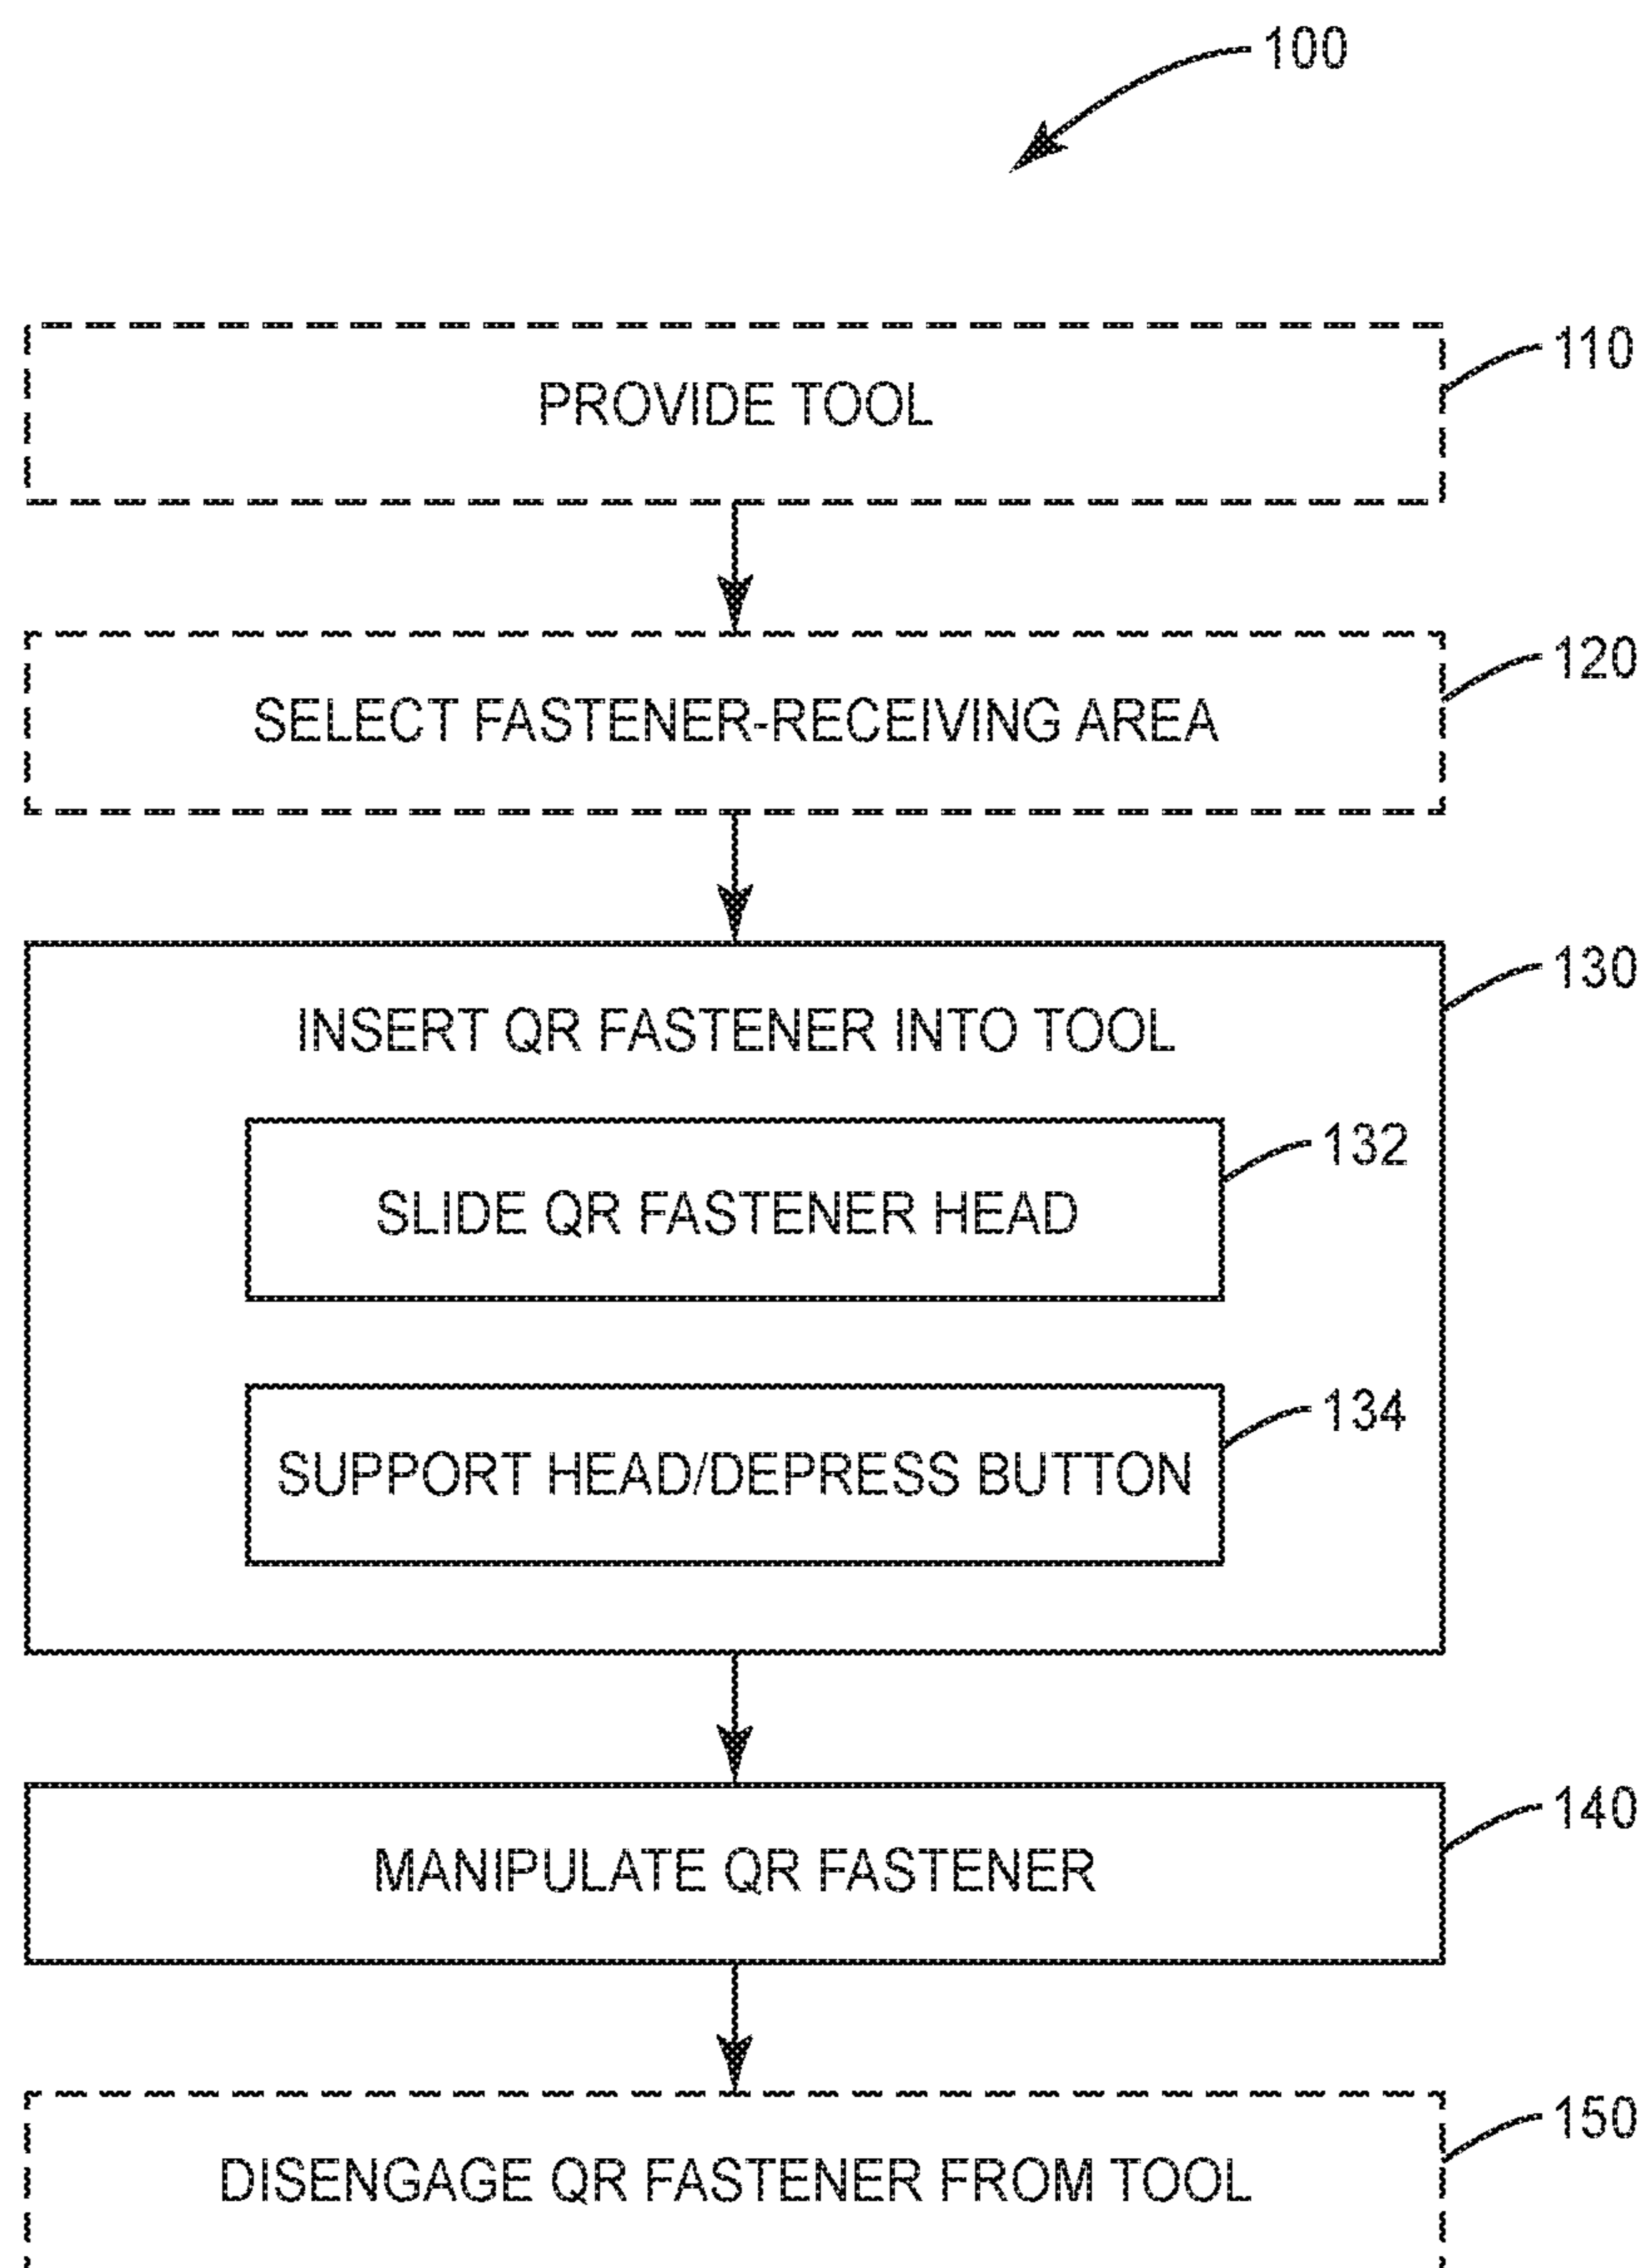 100
PROVIDE TOOL
110
SELECT FASTENER-RECEIVING AREA
120
INSERT QR FASTENER INTO TOOL
130
SLIDE QR FASTENER HEAD
132
SUPPORT HEAD/DEPRESS BUTTON
134
MANIPULATE QR FASTENER
140
DISENGAGE QR FASTENER FROM TOOL
150